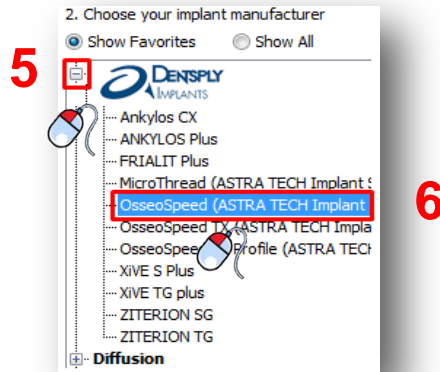 2. Choose your implant manufacturer
Show Favorites Show All
5
DENTSPLY
IMPLANTS
Ankylos CX
ANKYLOS Plus
FRIALIT Plus
MicroThread (ASTRA TECH Implant S
OsseoSpeed (ASTRA TECH Implant
6
OsseoSpeed TX (ASTRA TECH Impla
OsseoSpee Profile (ASTRA TECH
XiVE S Plus
XiVE TG plus
ZITERION SG
ZITERION TG
Diffusion